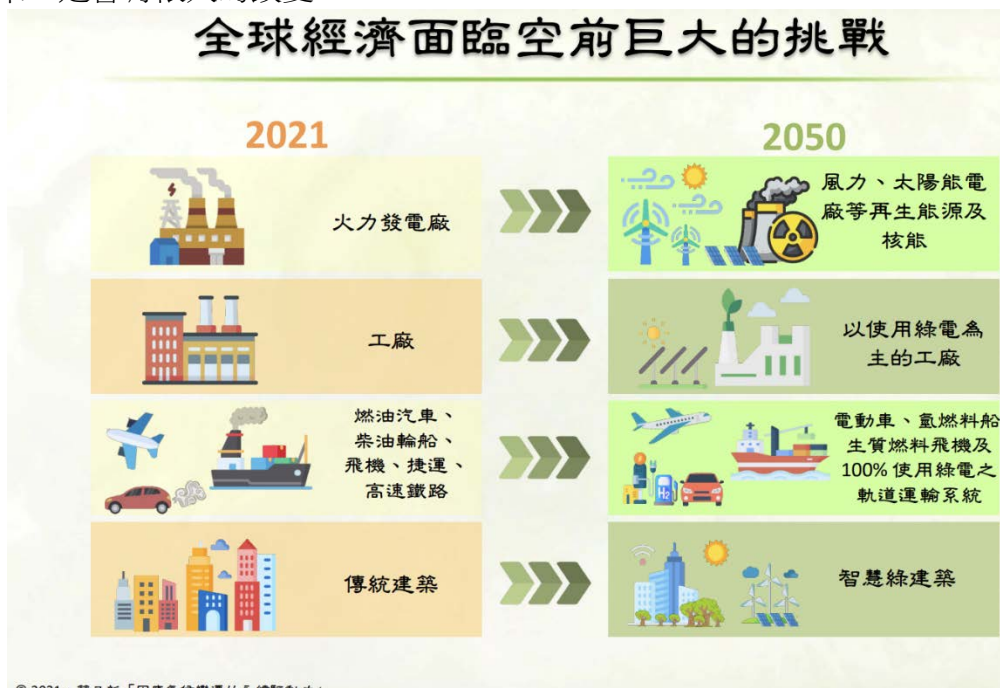 全球經濟面臨空前巨大的挑戰
2021
2050
火力發電廠
風力、太陽能電
廠等再生能源及
核能
工廠
以使用綠電為
主的工廠
燃油汽車、
柴油輪船、
飛機、捷運、
高速鐵路
H₂
電動車、氫燃料船
生質燃料飛機及
100% 使用綠電之
軌道運輸系統
傳統建築
智慧綠建築
© 2021